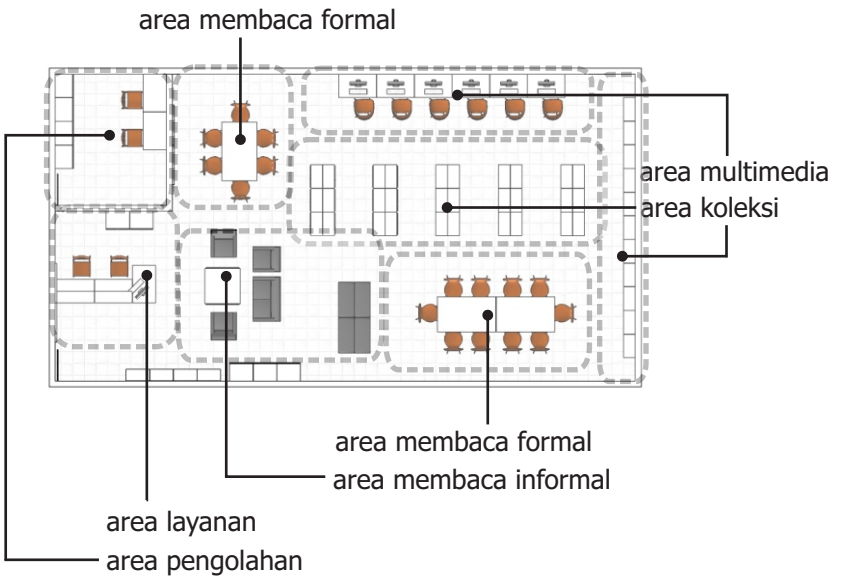 area membaca formal
area multimedia
area koleksi
area membaca formal
area membaca informal
area layanan
area pengolahan